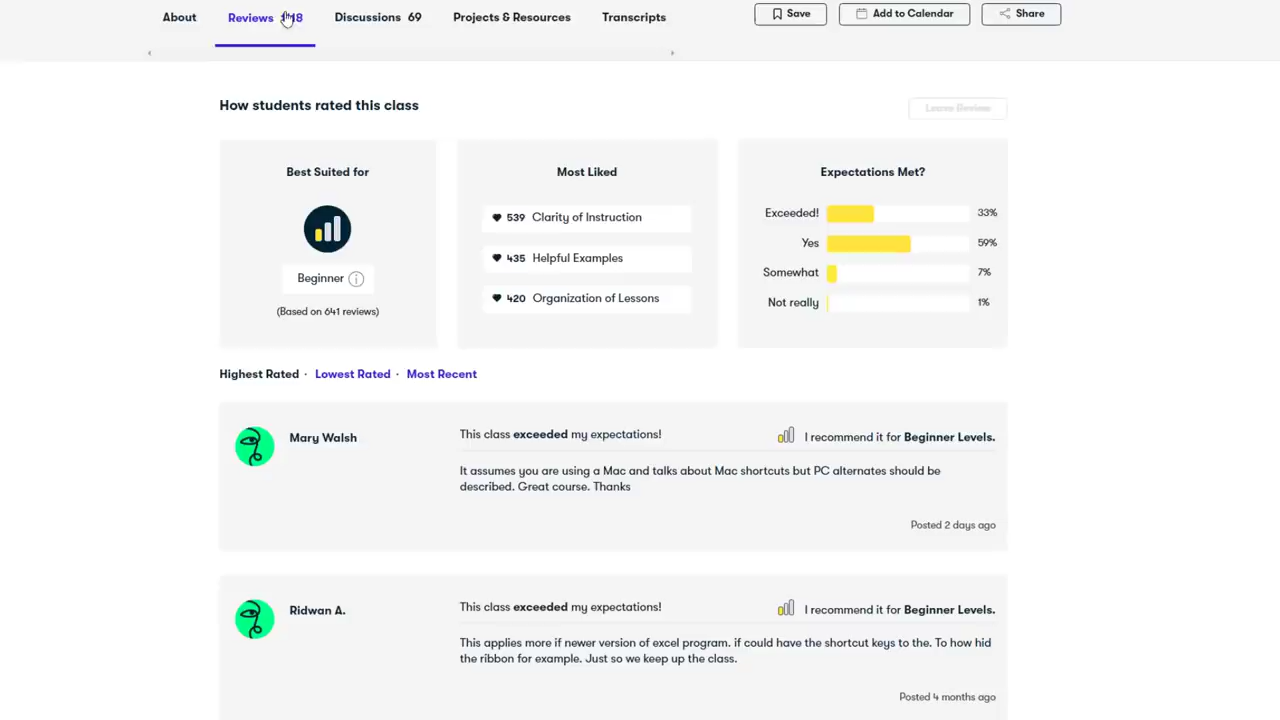 About
Reviews
Discussions 69
Projects & Resources
Transcripts
Save
Add to Calendar
Share
How students rated this class
Leave Review
Best Suited for
Beginner
(Based on 641 reviews)
Most Liked
539 Clarity of Instruction
435 Helpful Examples
420 Organization of Lessons
Expectations Met?
Exceeded! 33%
Yes 59%
Somewhat 7%
Not really 1%
Highest Rated · Lowest Rated · Most Recent
Mary Walsh
This class exceeded my expectations!
I recommend it for Beginner Levels.
It assumes you are using a Mac and talks about Mac shortcuts but PC alternates should be
described. Great course. Thanks
Posted 2 days ago
Ridwan A.
This class exceeded my expectations!
I recommend it for Beginner Levels.
This applies more if newer version of excel program. if could have the shortcut keys to the. To how hid
the ribbon for example. Just so we keep up the class.
Posted 4 months ago